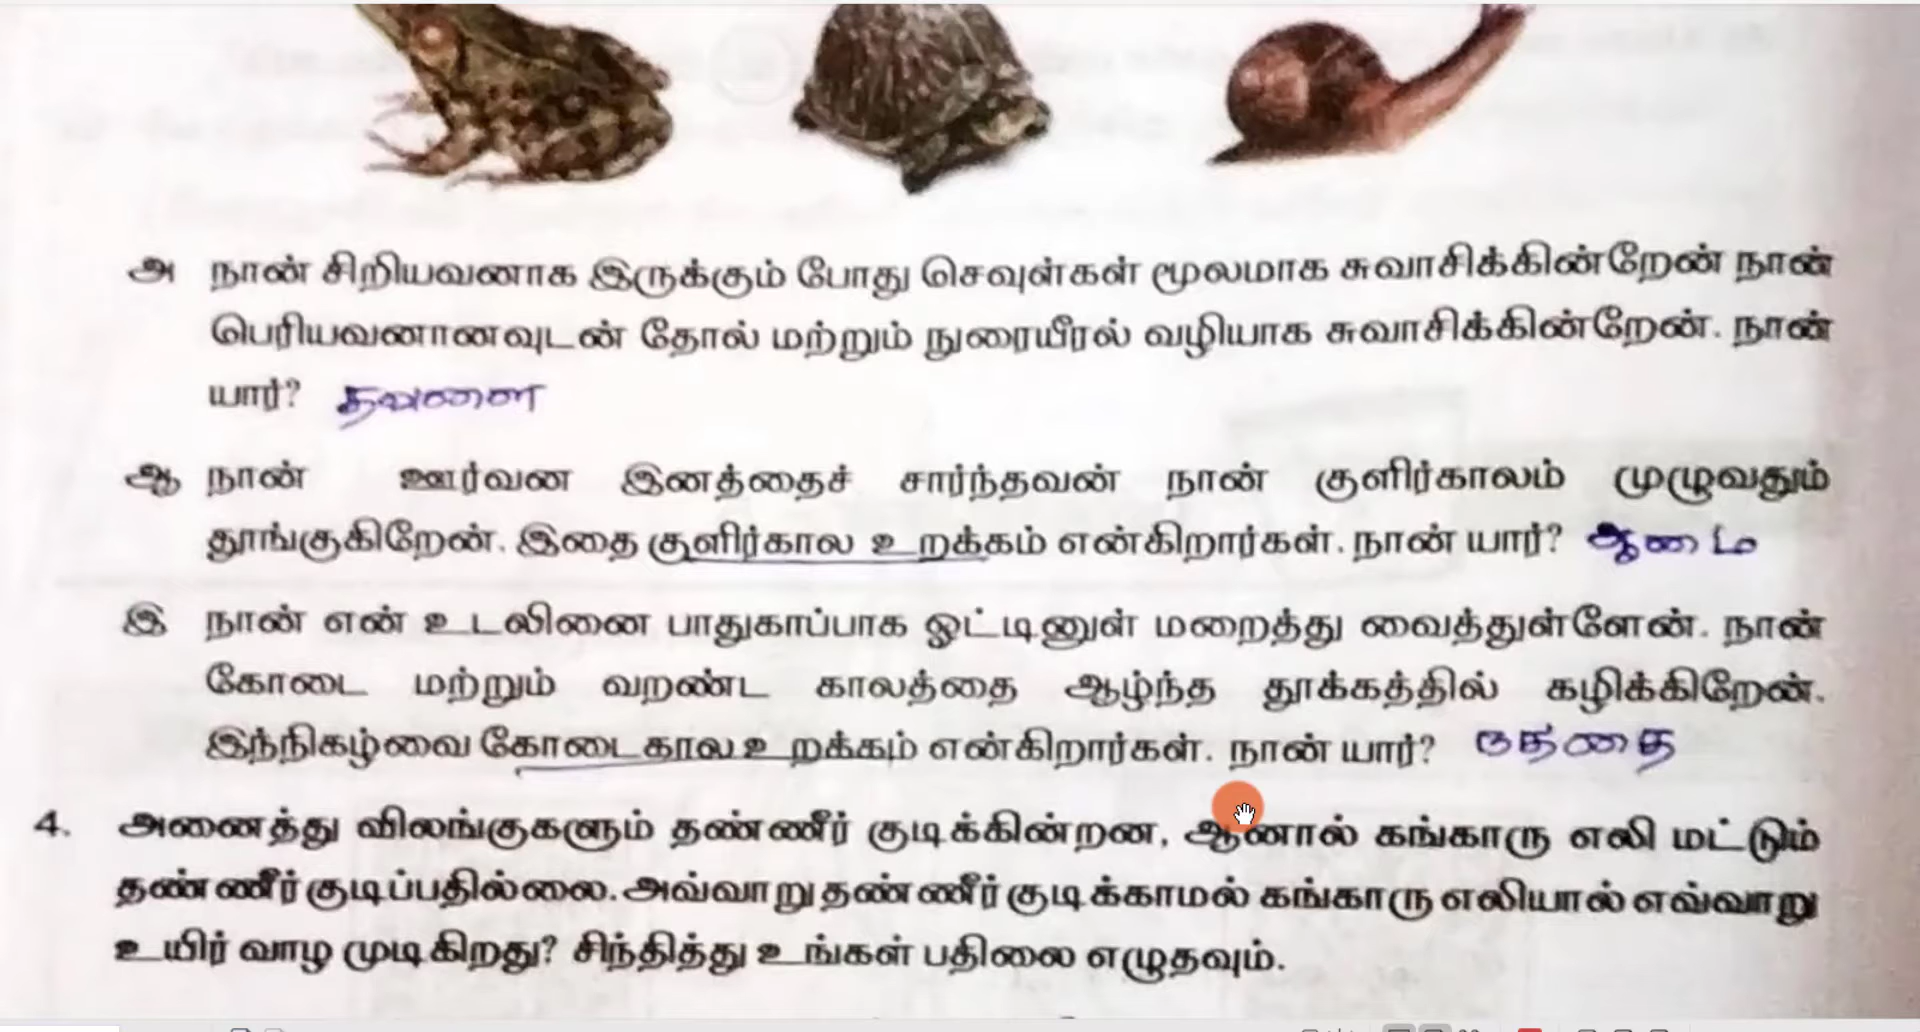 அ நான் சிறியவனாக இருக்கும் போது செவுள்கள் மூலமாக சுவாசிக்கின்றேன் நான்
பெரியவனானவுடன் தோல் மற்றும் நுரையீரல் வழியாக சுவாசிக்கின்றேன். நான்
யார்? தவளை
ஆ நான் ஊர்வன இனத்தைச் சார்ந்தவன் நான் குளிர்காலம் முழுவதும்
தூங்குகிறேன். இதை குளிர்கால உறக்கம் என்கிறார்கள். நான் யார்? ஆமை
இ நான் என் உடலினை பாதுகாப்பாக ஓட்டினுள் மறைத்து வைத்துள்ளேன். நான்
கோடை மற்றும் வறண்ட காலத்தை ஆழ்ந்த தூக்கத்தில் கழிக்கிறேன்.
இந்நிகழ்வை கோடைகால உறக்கம் என்கிறார்கள். நான் யார்? நத்தை
4. அனைத்து விலங்குகளும் தண்ணீர் குடிக்கின்றன, ஆனால் கங்காரு எலி மட்டும்
தண்ணீர் குடிப்பதில்லை. அவ்வாறு தண்ணீர் குடிக்காமல் கங்காரு எலியால் எவ்வாறு
உயிர் வாழ முடிகிறது? சிந்தித்து உங்கள் பதிலை எழுதவும்.